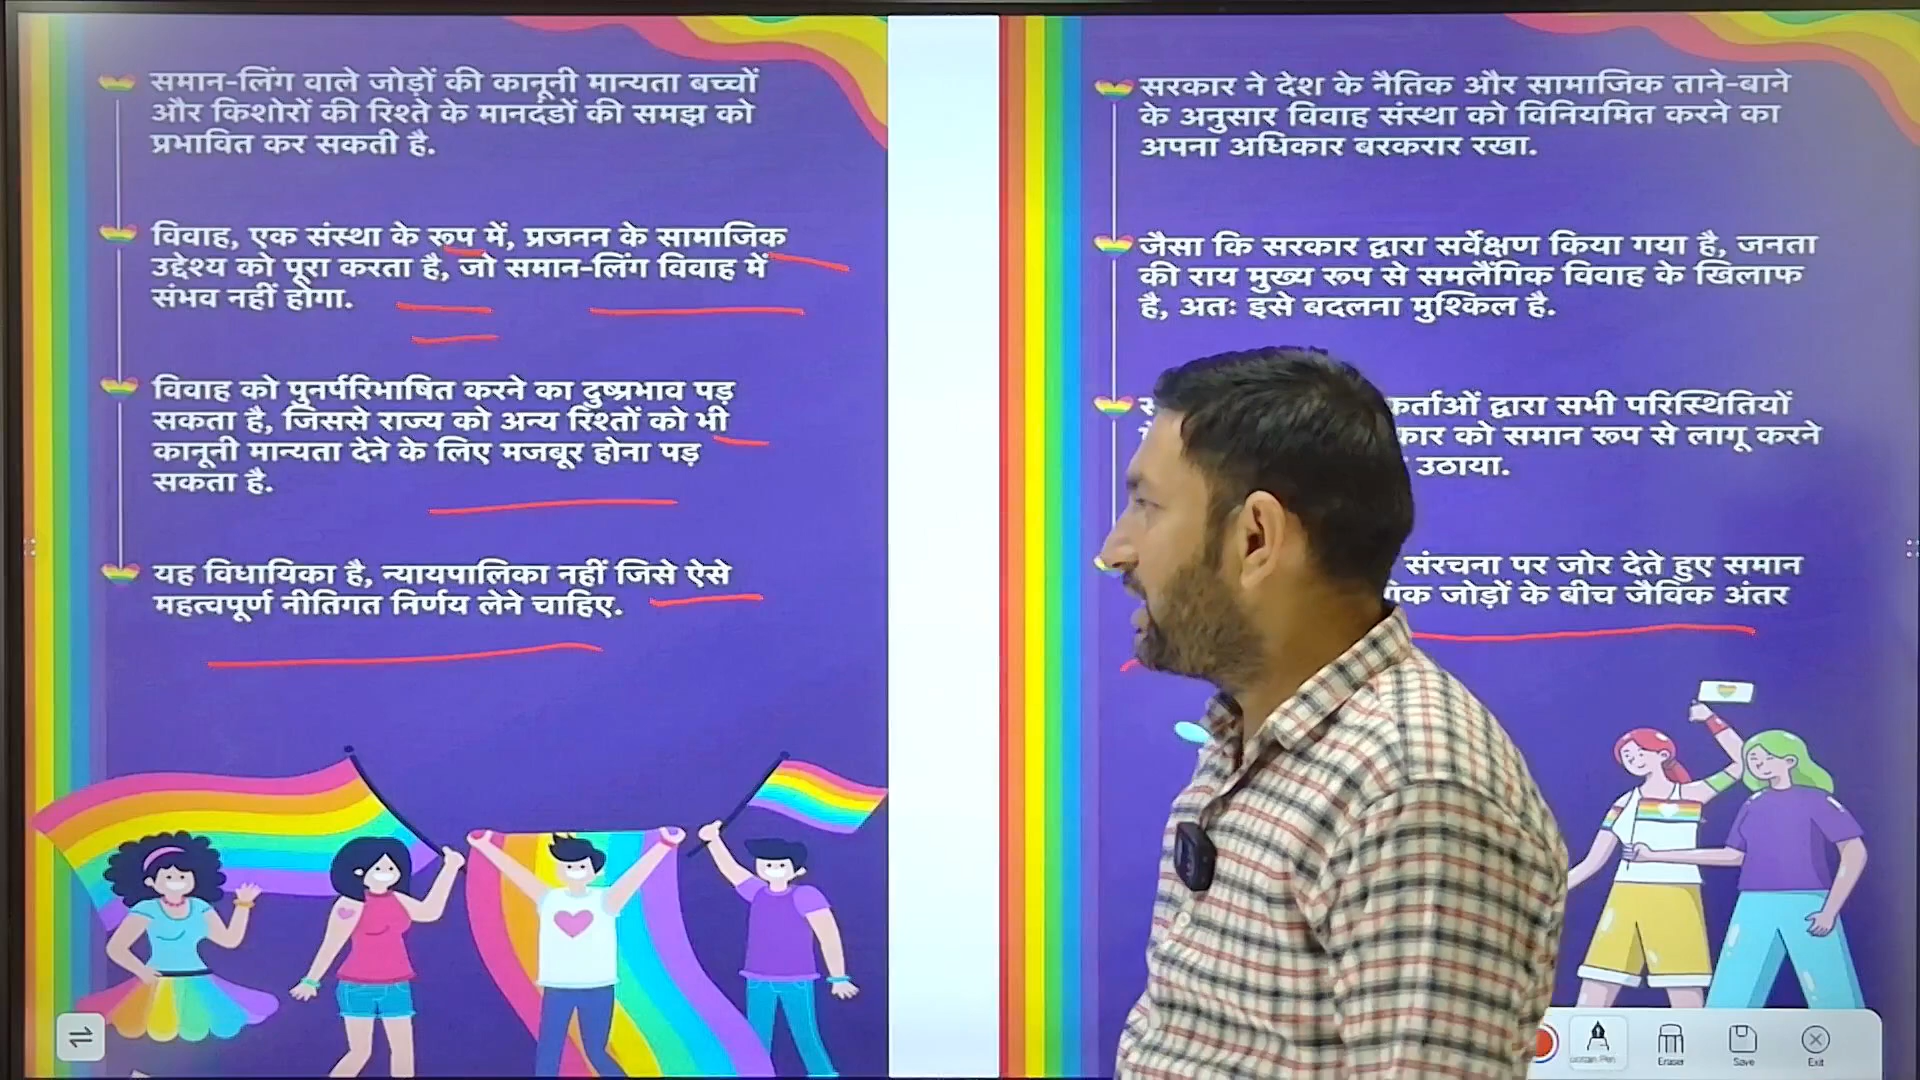 समान-लिंग वाले जोड़ों की कानूनी मान्यता बच्चों
और किशोरों की रिश्ते के मानदंडों की समझ को
प्रभावित कर सकती है.
विवाह, एक संस्था के रूप में, प्रजनन के सामाजिक
उद्देश्य को पूरा करता है, जो समान-लिंग विवाह में
संभव नहीं होगा.
विवाह को पुनर्परिभाषित करने का दुष्प्रभाव पड़
सकता है, जिससे राज्य को अन्य रिश्तों को भी
कानूनी मान्यता देने के लिए मजबूर होना पड़
सकता है.
यह विधायिका है, न्यायपालिका नहीं जिसे ऐसे
महत्वपूर्ण नीतिगत निर्णय लेने चाहिए.
सरकार ने देश के नैतिक और सामाजिक ताने-बाने
के अनुसार विवाह संस्था को विनियमित करने का
अपना अधिकार बरकरार रखा.
जैसा कि सरकार द्वारा सर्वेक्षण किया गया है, जनता
की राय मुख्य रूप से समलैंगिक विवाह के खिलाफ
है, अतः इसे बदलना मुश्किल है.
द्वारा सभी परिस्थितियों
को समान रूप से लागू करने
उठाया.
संरचना पर जोर देते हुए समान
जोड़ों के बीच जैविक अंतर
Eraser
Save
Exit